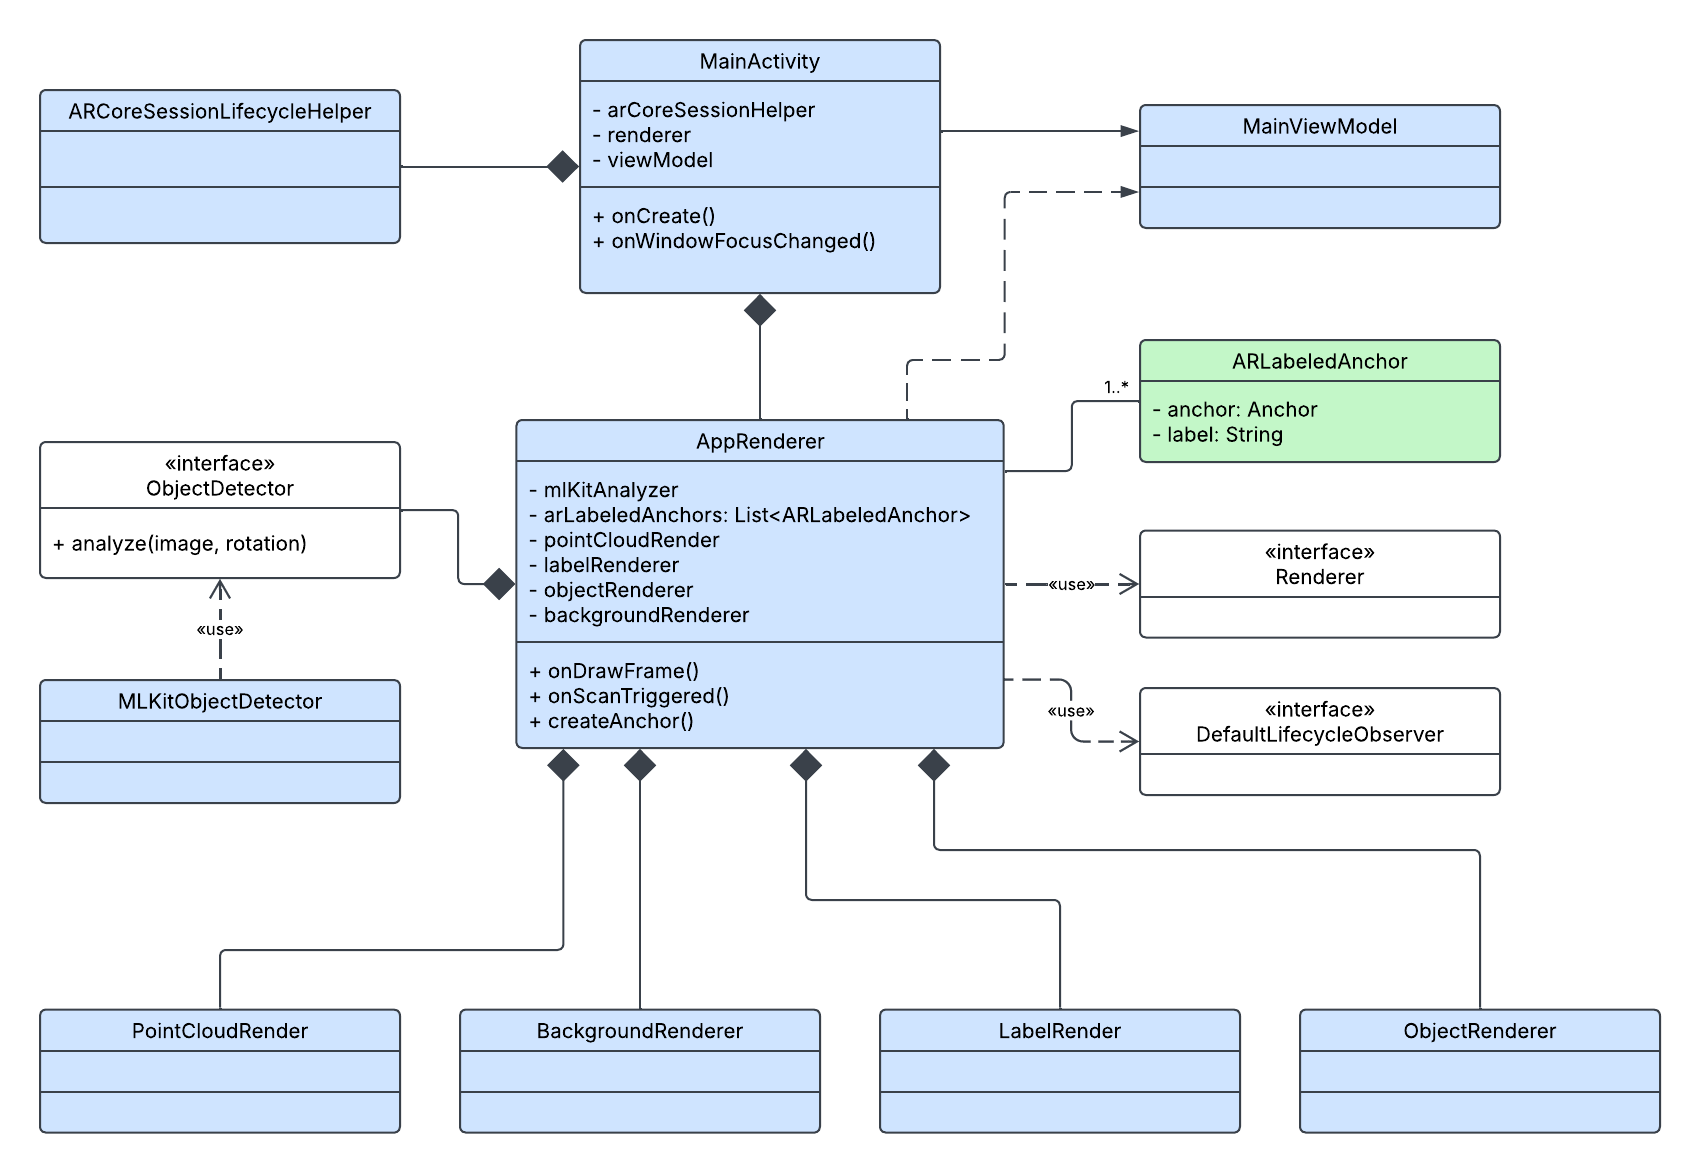 MainActivity
- arCoreSessionHelper
- renderer
- viewModel
+ onCreate()
+ onWindowFocusChanged()
ARCoreSessionLifecycleHelper
MainViewModel
ARLabeledAnchor
- anchor: Anchor
- label: String
1..*
AppRenderer
- mlKitAnalyzer
- arLabeledAnchors: List<ARLabeledAnchor>
- pointCloudRender
- labelRenderer
- objectRenderer
- backgroundRenderer
+ onDrawFrame()
+ onScanTriggered()
+ createAnchor()
«interface»
ObjectDetector
+ analyze(image, rotation)
«use»
MLKitObjectDetector
«interface»
Renderer
«use»
«interface»
DefaultLifecycleObserver
«use»
PointCloudRender
BackgroundRenderer
LabelRender
ObjectRenderer